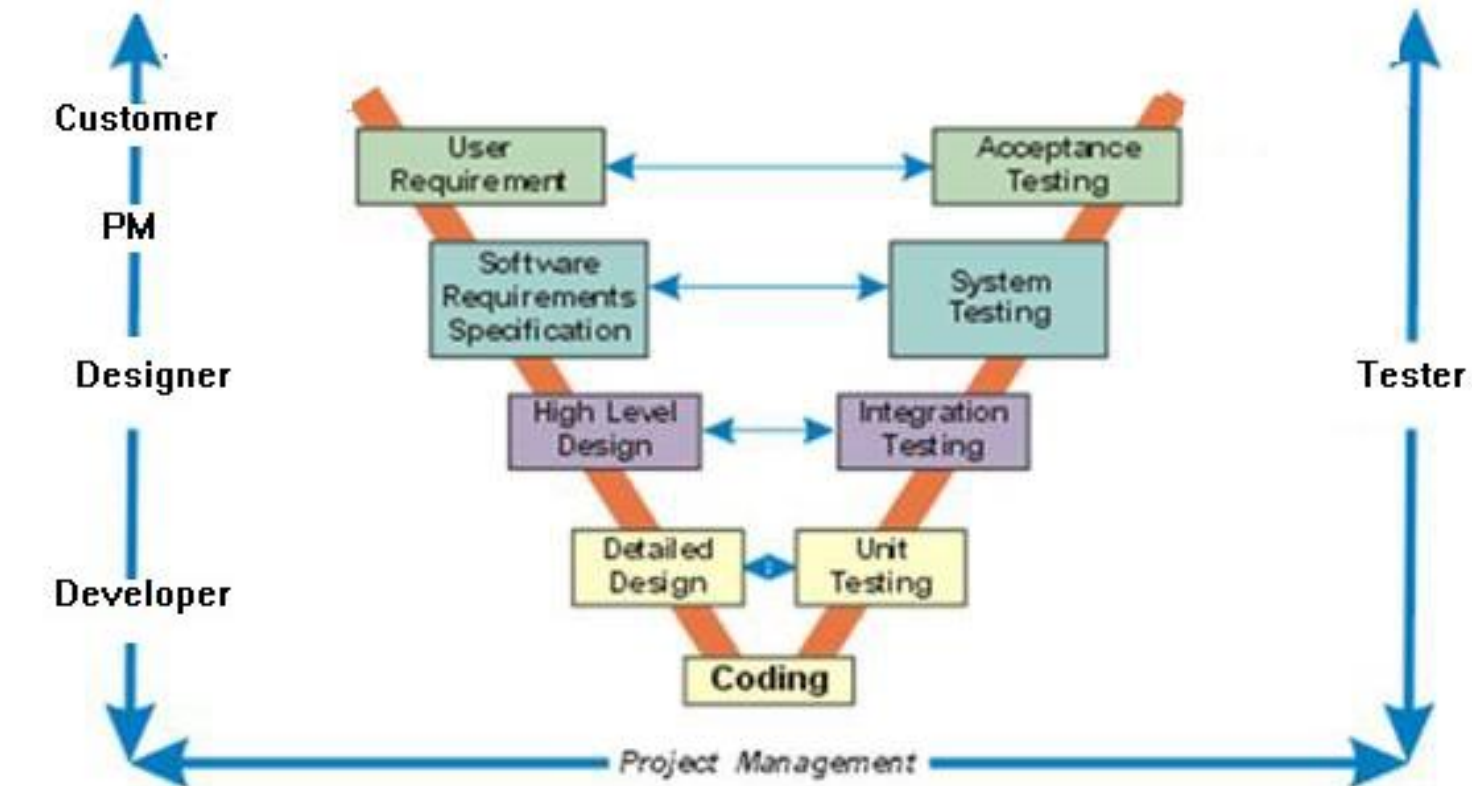 Customer
User
Requirement
Acceptance
Testing
PM
Software
Requirements
Specification
System
Testing
Designer
Tester
High Level
Design
Integration
Testing
Detailed
Design
Unit
Testing
Developer
Coding
Project Management